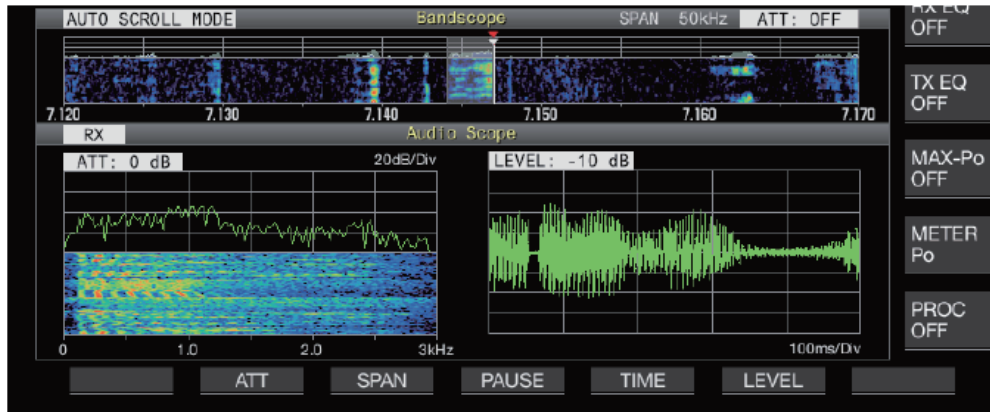 AUTO SCROLL MODE Bandscope SPAN 50kHz ATT: OFF
RX EQ
OFF
7.120 7.130 7.140 7.150 7.160 7.170
TX EQ
OFF
RX Audio Scope
ATT: 0 dB 20dB/Div LEVEL: -10 dB
MAX-Po
OFF
METER
Po
PROC
OFF
0 1.0 2.0 3kHz 100ms/Div
ATT SPAN PAUSE TIME LEVEL